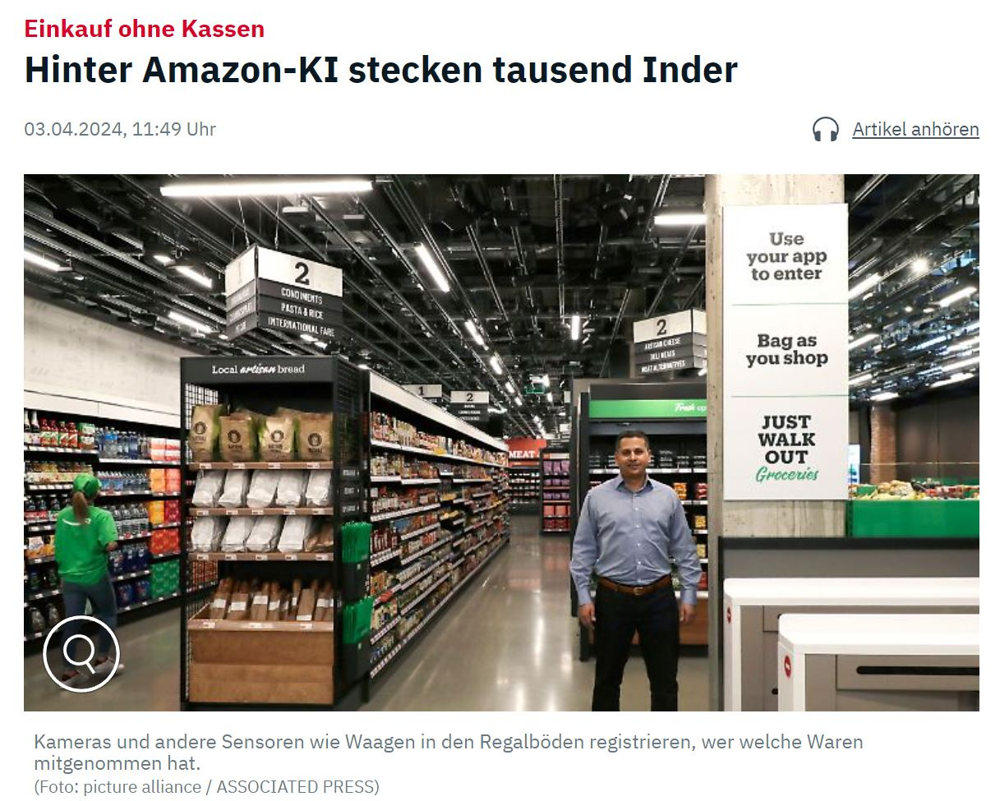 Einkauf ohne Kassen
Hinter Amazon-KI stecken tausend Inder
03.04.2024, 11:49 Uhr
Artikel anhören
1
2
CONDIMENTS
PASTA & RICE
INTERNATIONAL FARE
2
ARTISAN CHEESE
DELI MEATS
MEAT ALTERNATIVES
Local artisan bread
1
2
Fresh
MEAT
Use
your app
to enter
Bag as
you shop
JUST
WALK
OUT
Groceries
Kameras und andere Sensoren wie Waagen in den Regalböden registrieren, wer welche Waren
mitgenommen hat.
(Foto: picture alliance / ASSOCIATED PRESS)